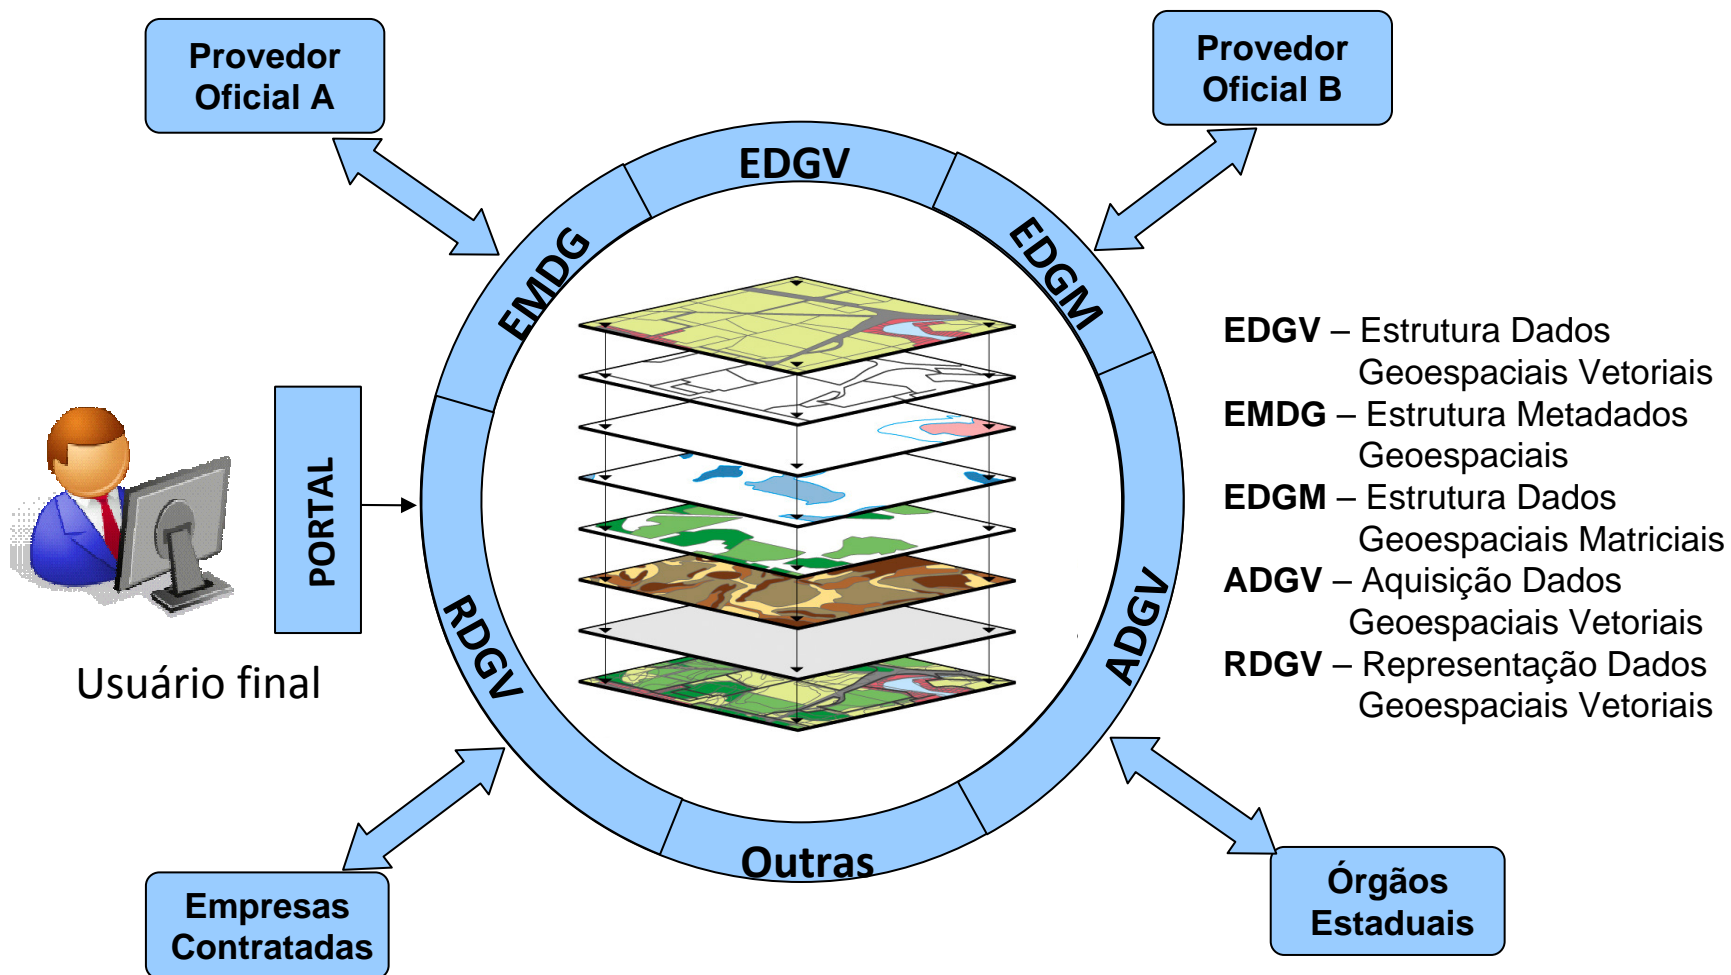 Provedor
Oficial A
Provedor
Oficial B
EDGV
EMDG
EDGM
RDGV
ADGV
Outras
PORTAL
Usuário final
EDGV – Estrutura Dados
Geoespaciais Vetoriais
EMDG – Estrutura Metadados
Geoespaciais
EDGM – Estrutura Dados
Geoespaciais Matriciais
ADGV – Aquisição Dados
Geoespaciais Vetoriais
RDGV – Representação Dados
Geoespaciais Vetoriais
Empresas
Contratadas
Órgãos
Estaduais